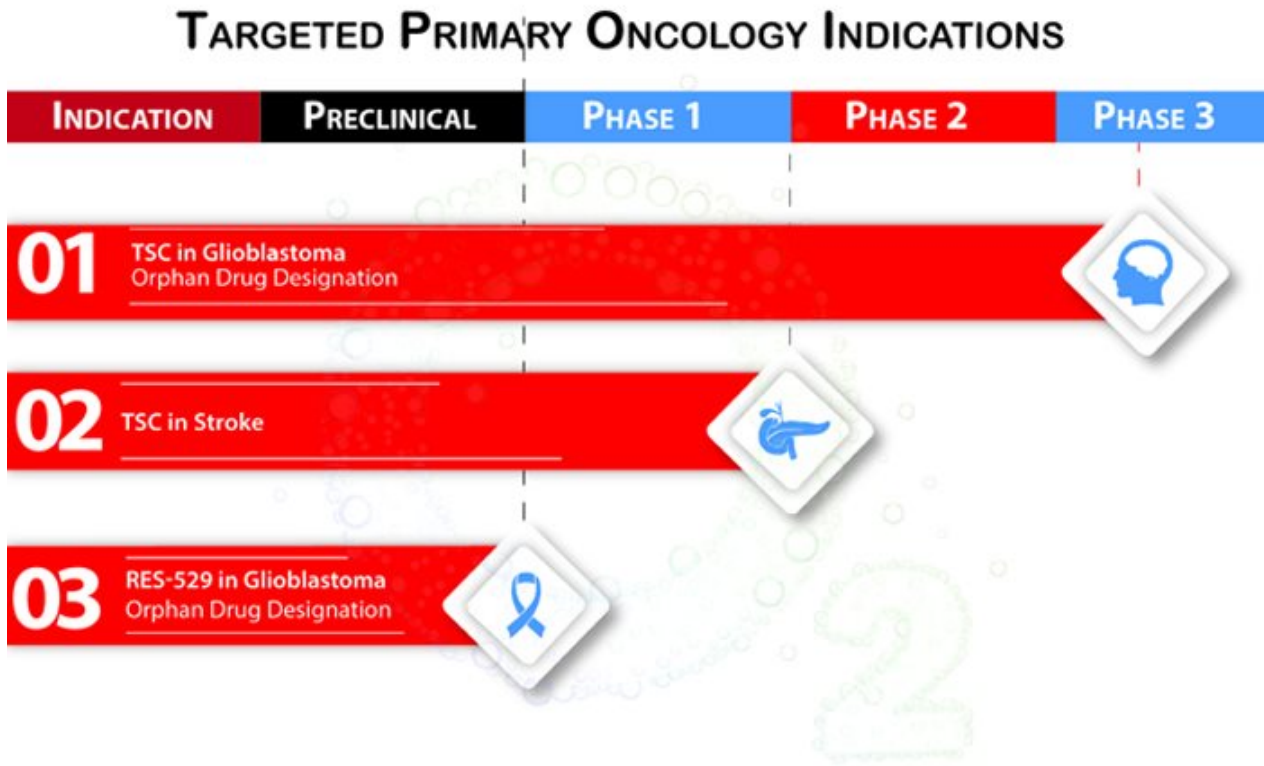 TARGETED PRIMARY ONCOLOGY INDICATIONS
INDICATION PRECLINICAL PHASE 1 PHASE 2 PHASE 3
01
TSC in Glioblastoma
Orphan Drug Designation
02
TSC in Stroke
03
RES-529 in Glioblastoma
Orphan Drug Designation
2